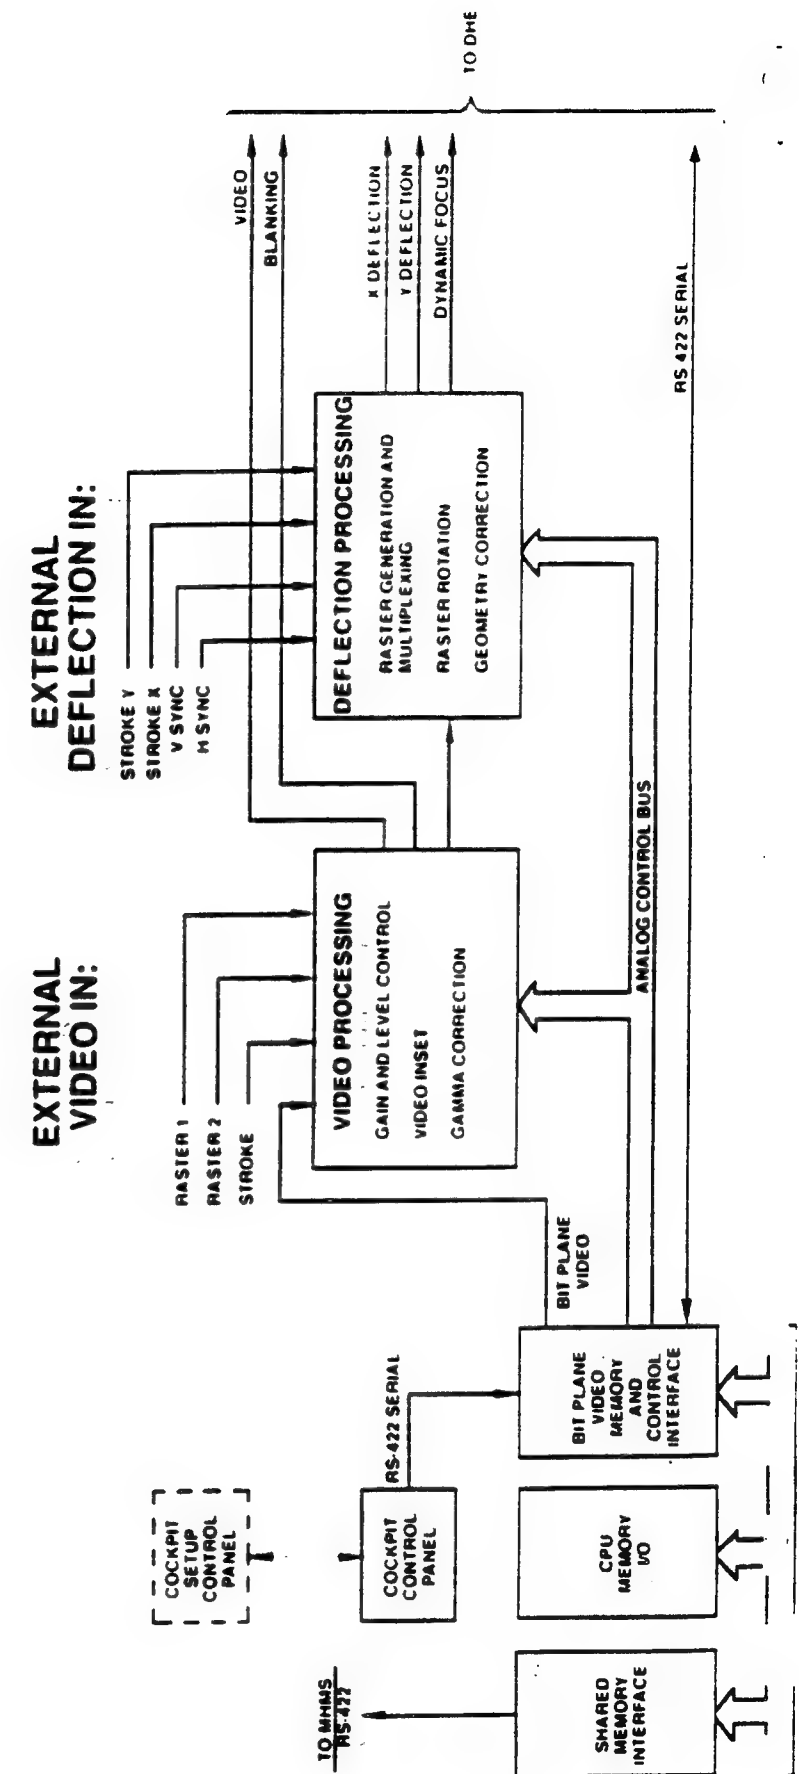 EXTERNAL
VIDEO IN:
EXTERNAL
DEFLECTION IN:
RASTER 1
RASTER 2
STROKE
STROKE Y
STROKE X
V SYNC
H SYNC
VIDEO
BLANKING
TO DHE
COCKPIT
SETUP
CONTROL
PANEL
TO MHMS
RS-422
COCKPIT
CONTROL
PANEL
RS-422 SERIAL
VIDEO PROCESSING
GAIN AND LEVEL CONTROL
VIDEO INSET
GAMMA CORRECTION
DEFLECTION PROCESSING
RASTER GENERATION AND
MULTIPLEXING
RASTER ROTATION
GEOMETRY CORRECTION
X DEFLECTION
Y DEFLECTION
DYNAMIC FOCUS
SHARED
MEMORY
INTERFACE
CPU
MEMORY
I/O
BIT PLANE
VIDEO
MEMORY
AND
CONTROL
INTERFACE
BIT PLANE
VIDEO
ANALOG CONTROL BUS
RS 422 SERIAL